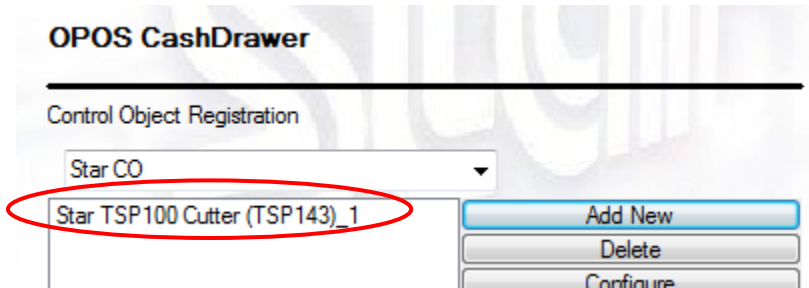 OPOS CashDrawer
Control Object Registration
Star CO
Star TSP100 Cutter (TSP143)_1
Add New
Delete
Configure